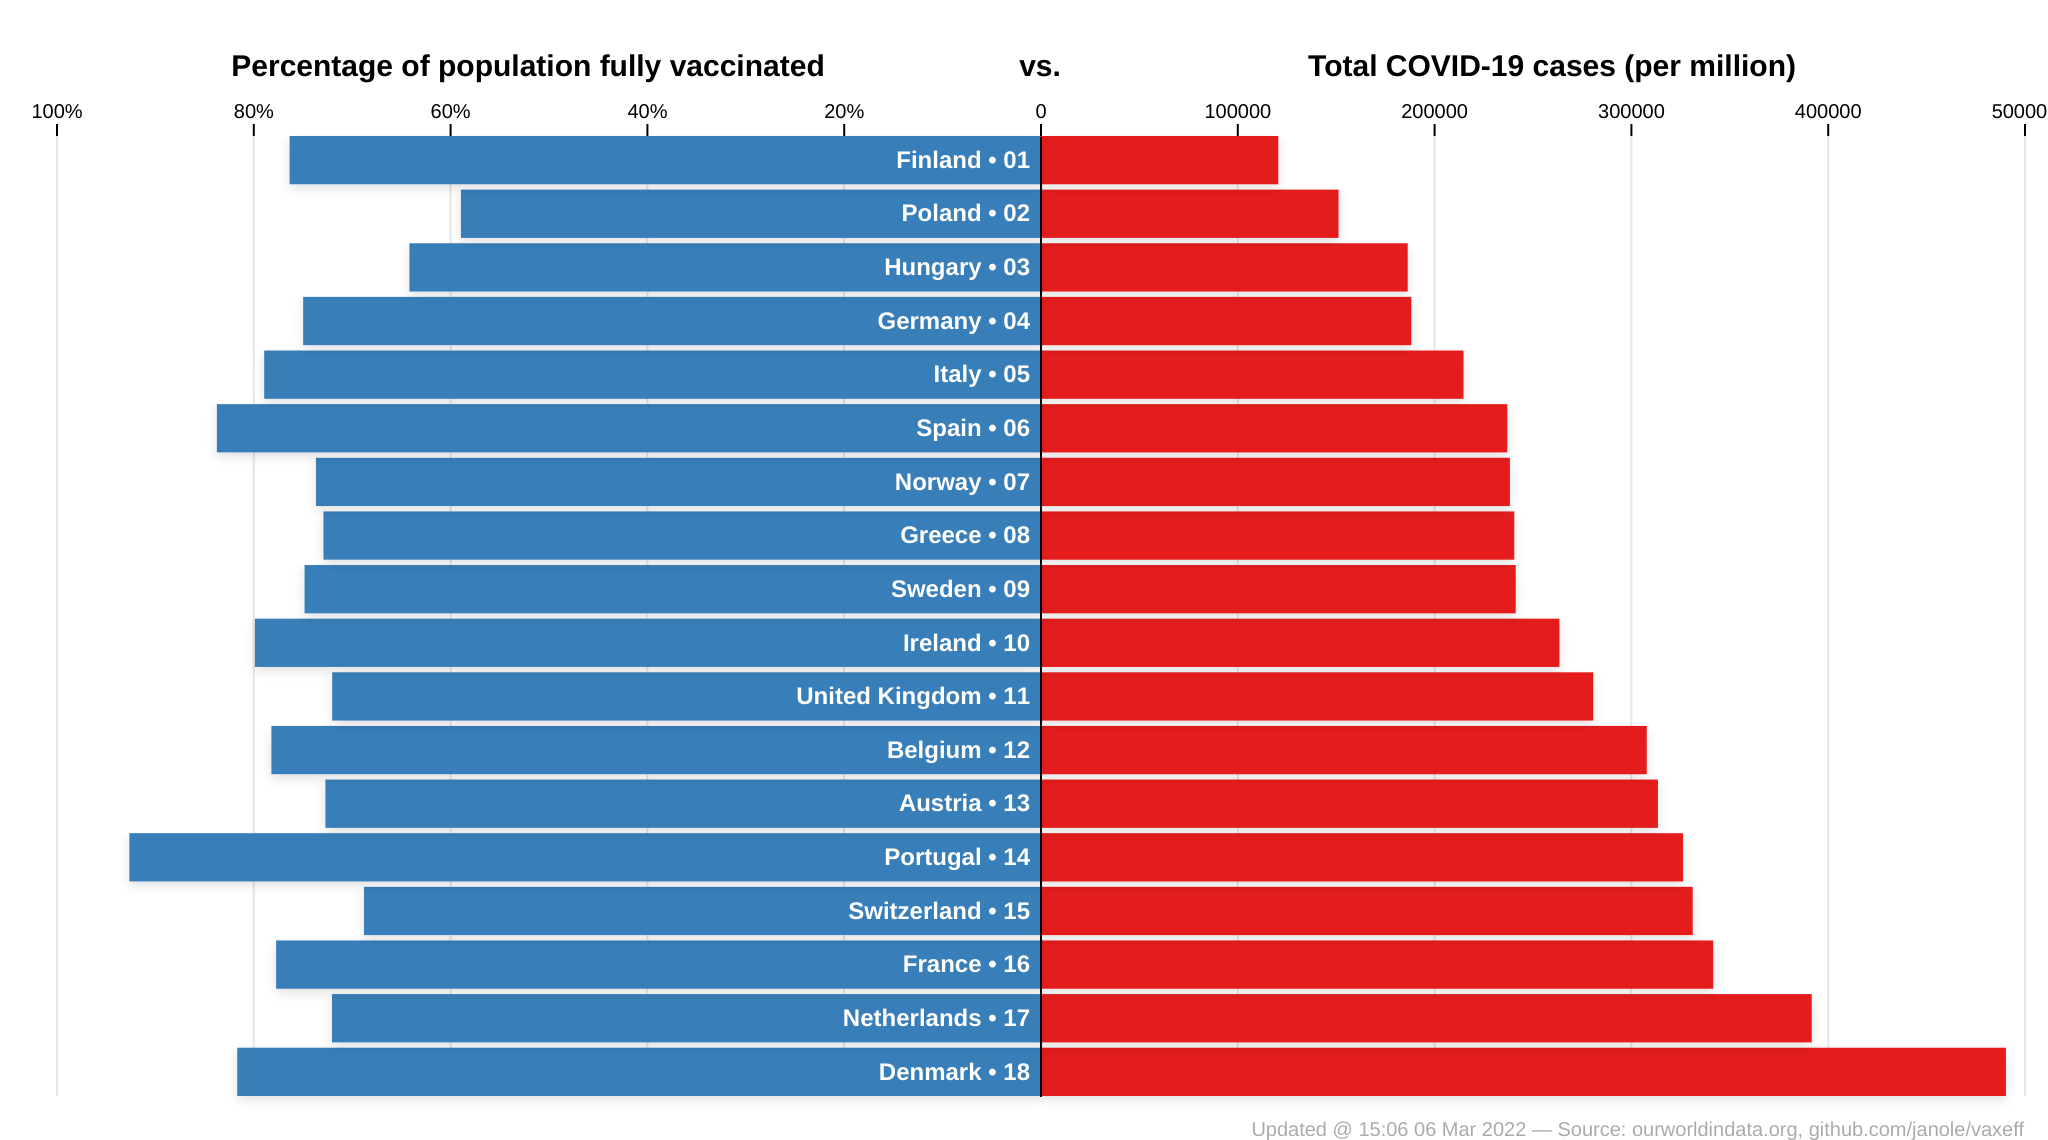 Percentage of population fully vaccinated vs. Total COVID-19 cases (per million)
100% 80% 60% 40% 20% 0 100000 200000 300000 400000 50000
Finland • 01
Poland • 02
Hungary • 03
Germany • 04
Italy • 05
Spain • 06
Norway • 07
Greece • 08
Sweden • 09
Ireland • 10
United Kingdom • 11
Belgium • 12
Austria • 13
Portugal • 14
Switzerland • 15
France • 16
Netherlands • 17
Denmark • 18
Updated @ 15:06 06 Mar 2022 — Source: ourworldindata.org, github.com/janole/vaxeff